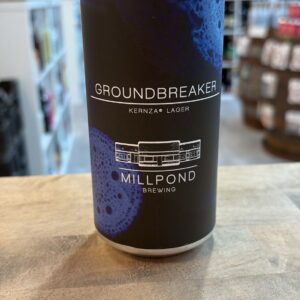 GROUNDBREAKER
KERNZA® LAGER
MILLPOND
BREWING